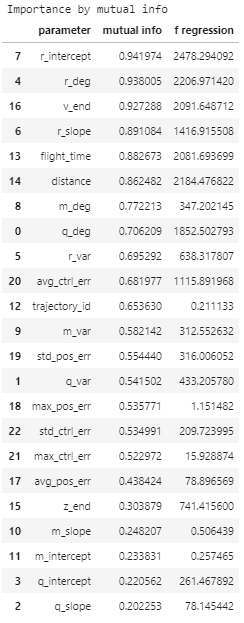 Importance by mutual info
parameter mutual info f regression
7 r_intercept 0.941974 2478.294092
4 r_deg 0.938005 2206.971420
16 v_end 0.927288 2091.648712
6 r_slope 0.891084 1416.915508
13 flight_time 0.882673 2081.693699
14 distance 0.862482 2184.476822
8 m_deg 0.772213 347.202145
0 q_deg 0.706209 1852.502793
5 r_var 0.695292 638.317807
20 avg_ctrl_err 0.681977 1115.891968
12 trajectory_id 0.653630 0.211133
9 m_var 0.582142 312.552632
19 std_pos_err 0.554440 316.006052
1 q_var 0.541502 433.205780
18 max_pos_err 0.535771 1.151482
22 std_ctrl_err 0.534991 209.723995
21 max_ctrl_err 0.522972 15.928874
17 avg_pos_err 0.438424 78.896569
15 z_end 0.303879 741.415600
10 m_slope 0.248207 0.506439
11 m_intercept 0.233831 0.257465
3 q_intercept 0.220562 261.467892
2 q_slope 0.202253 78.145442